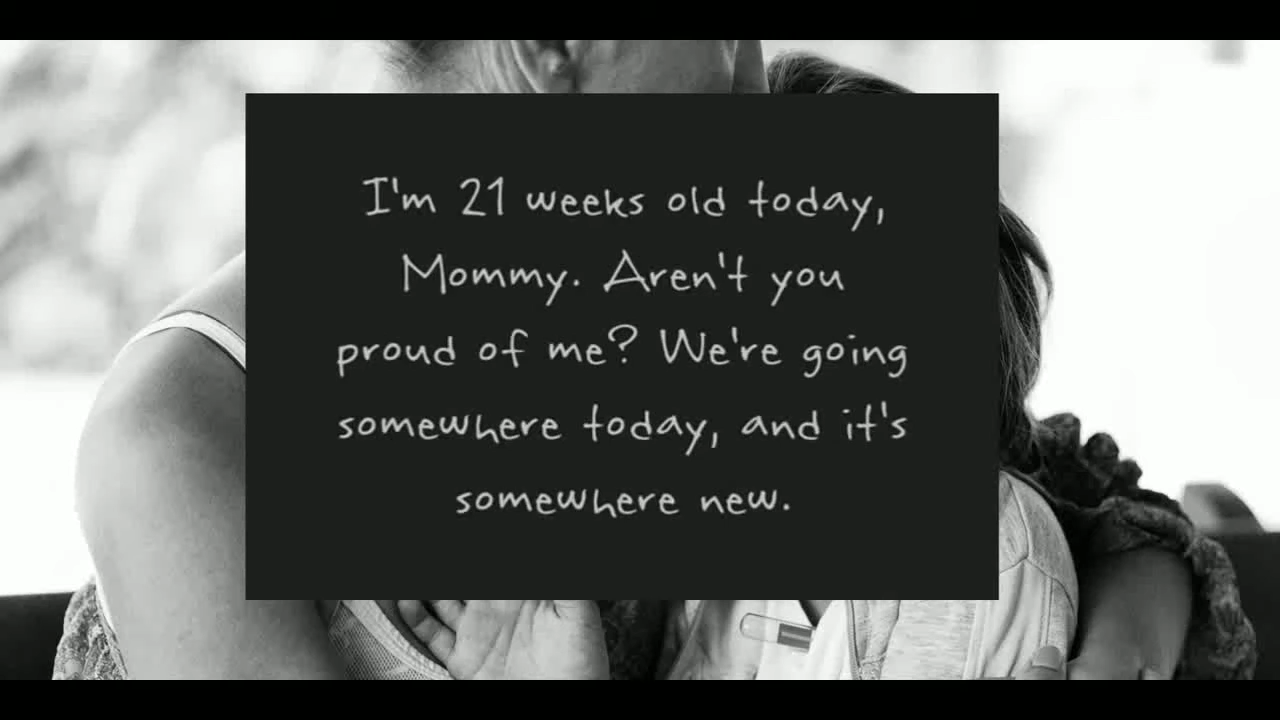 I'm 21 weeks old today,
Mommy. Aren't you
proud of me? We're going
somewhere today, and it's
somewhere new.